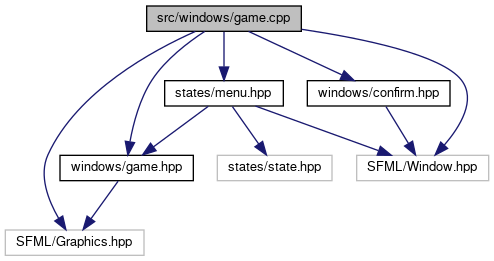 src/windows/game.cpp
states/menu.hpp
windows/confirm.hpp
windows/game.hpp
states/state.hpp
SFML/Window.hpp
SFML/Graphics.hpp